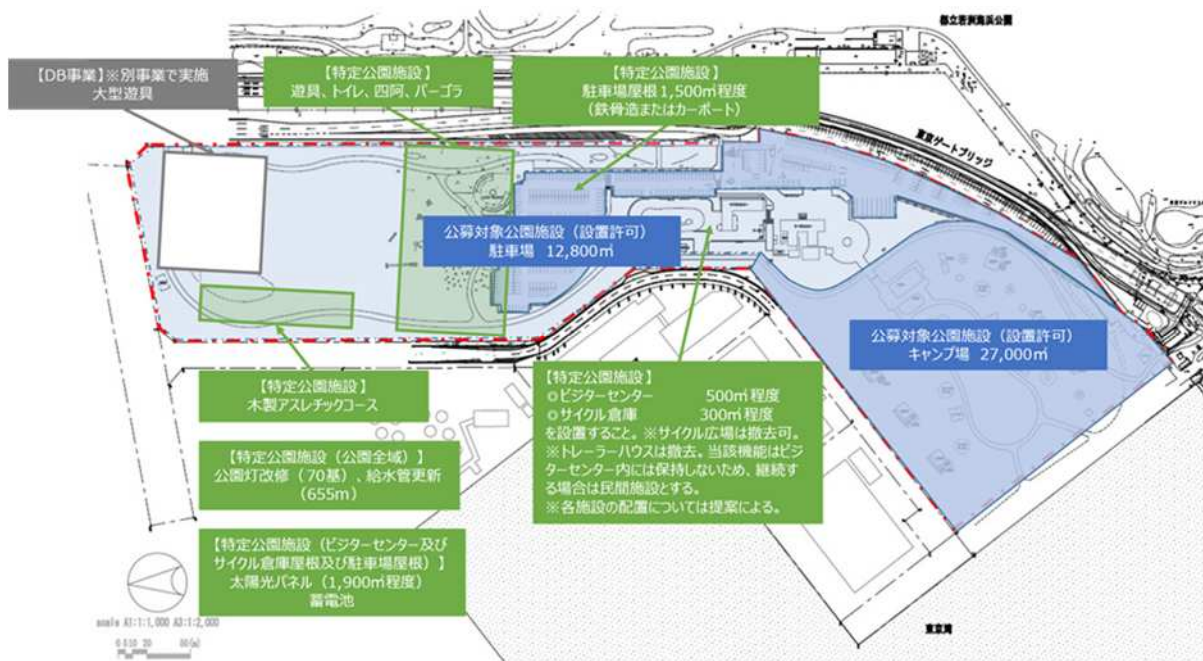 都立若洲海浜公園
【DB事業】※別事業で実施
大型遊具
【特定公園施設】
遊具、トイレ、四阿、パーゴラ
【特定公園施設】
駐車場屋根1,500㎡程度
（鉄骨造またはカーポート）
東京ゲートブリッジ
公募対象公園施設（設置許可）
駐車場 12,800㎡
公募対象公園施設（設置許可）
キャンプ場 27,000㎡
【特定公園施設】
木製アスレチックコース
【特定公園施設】
◎ビジターセンター 500㎡程度
◎サイクル倉庫 300㎡程度
を設置すること。※サイクル広場は撤去可。
※トレーラーハウスは撤去。当該機能はビジ
ターセンター内には保持しないため、継続す
る場合は民間施設とする。
※各施設の配置については提案による。
【特定公園施設（公園全域）】
公園灯改修（70基）、給水管更新
（655m）
【特定公園施設（ビジターセンター及び
サイクル倉庫屋根及び駐車場屋根）】
太陽光パネル（1,900㎡程度）
蓄電池
scale A1:1:1,000 A3:1:2,000
東京湾